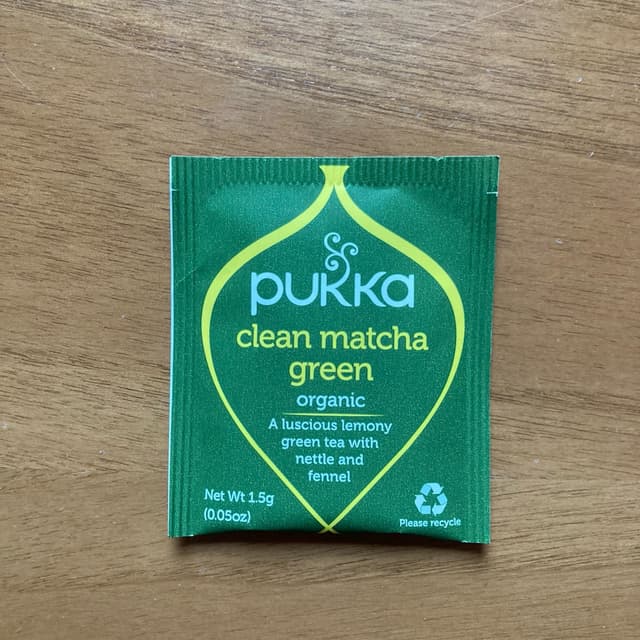 pukka
clean matcha
green
organic
A luscious lemony
green tea with
nettle and
fennel
Net Wt 1.5g
(0.05oz)
Please recycle